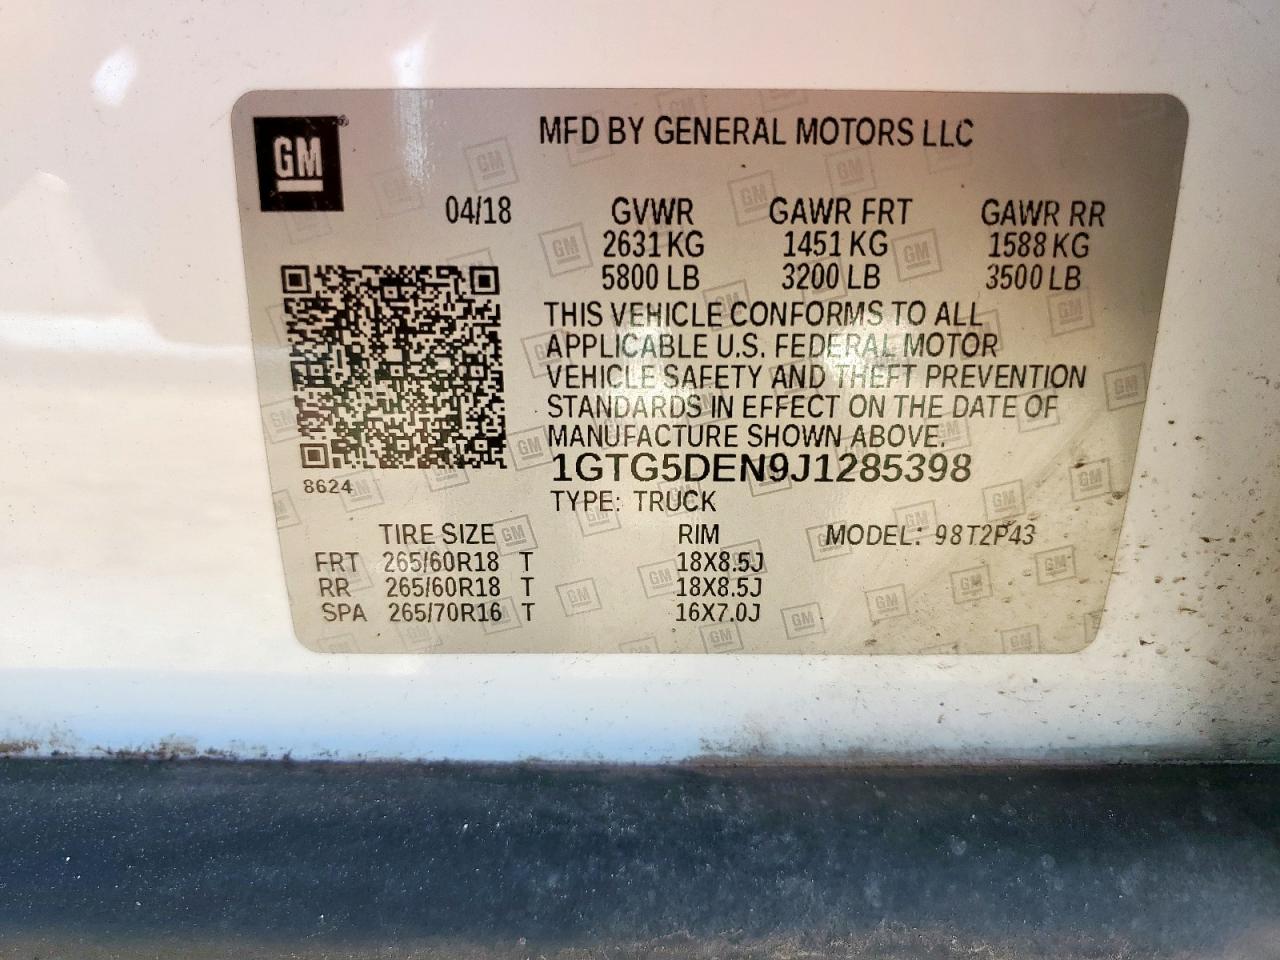 GM
MFD BY GENERAL MOTORS LLC
04/18 GVWR GAWR FRT GAWR RR
2631 KG 1451 KG 1588 KG
5800 LB 3200 LB 3500 LB
THIS VEHICLE CONFORMS TO ALL
APPLICABLE U.S. FEDERAL MOTOR
VEHICLE SAFETY AND THEFT PREVENTION
STANDARDS IN EFFECT ON THE DATE OF
MANUFACTURE SHOWN ABOVE.
1GTG5DEN9J1285398
8624
TYPE: TRUCK
TIRE SIZE RIM MODEL: 98T2P43
FRT 265/60R18 T 18X8.5J
RR 265/60R18 T 18X8.5J
SPA 265/70R16 T 16X7.0J